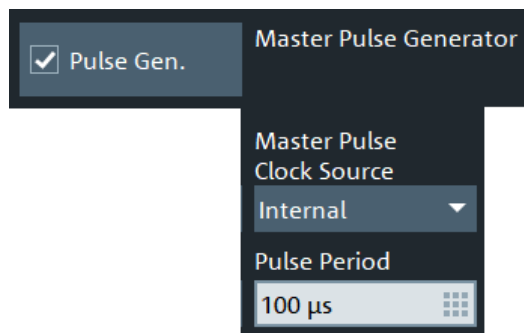 Pulse Gen.
Master Pulse Generator
Master Pulse
Clock Source
Internal
Pulse Period
100 µs